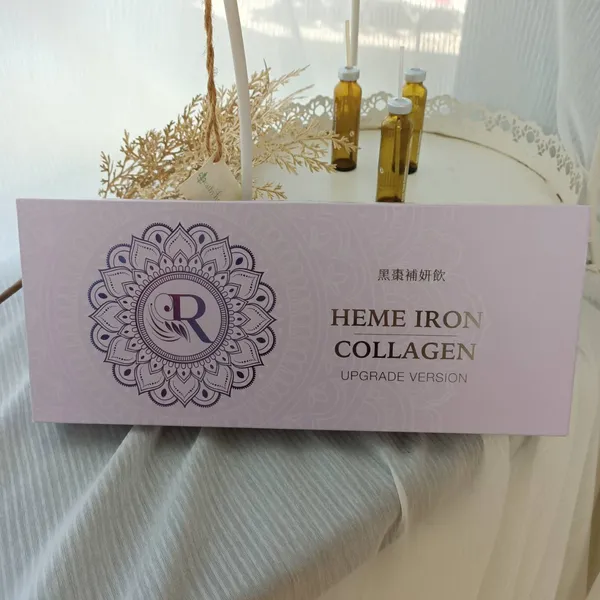 R
黑棗補妍飲
HEME IRON
COLLAGEN
UPGRADE VERSION